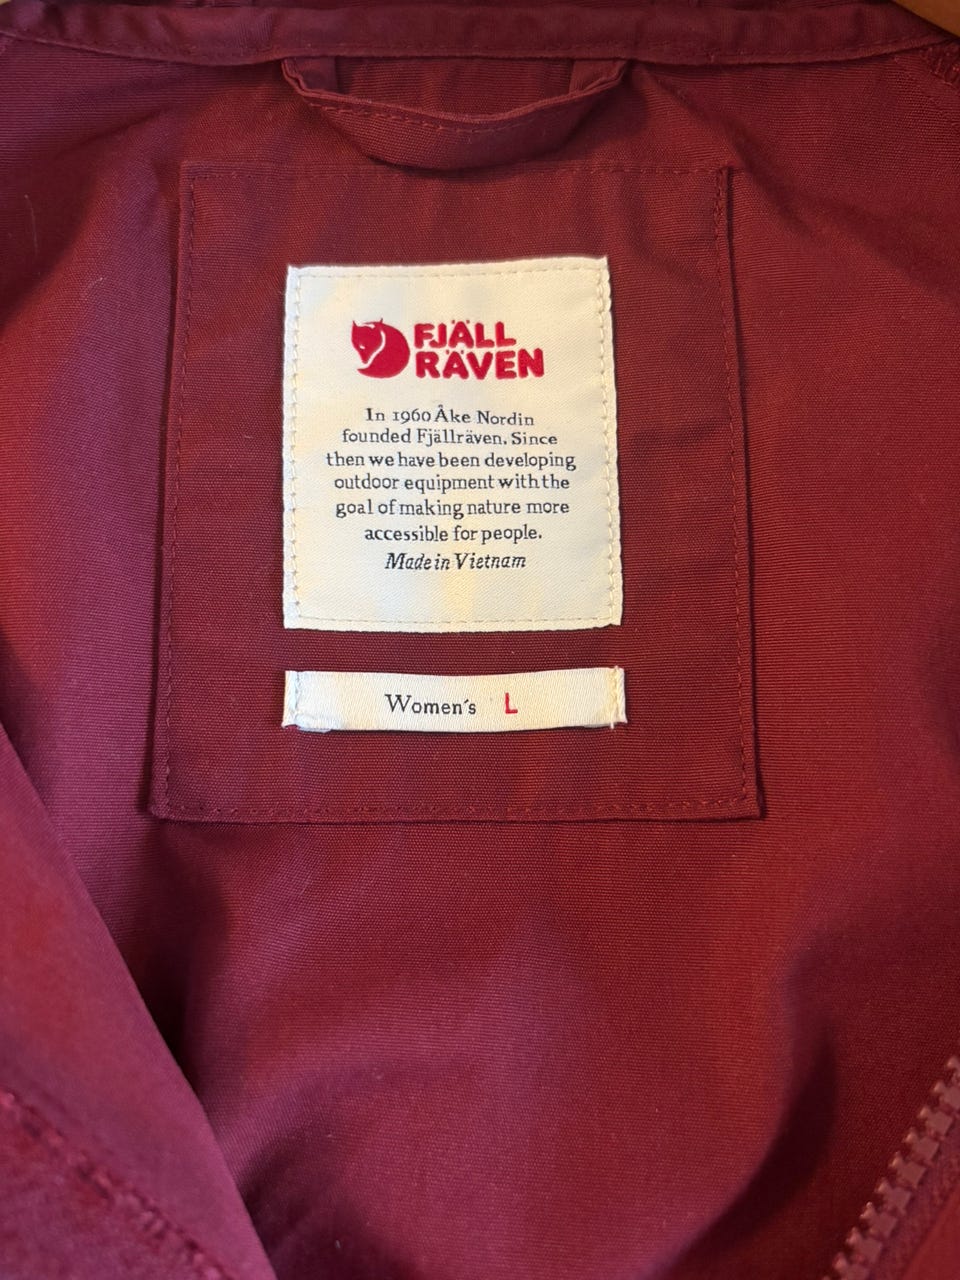 FJÄLL
RÄVEN
In 1960 Åke Nordin
founded Fjällräven. Since
then we have been developing
outdoor equipment with the
goal of making nature more
accessible for people.
Made in Vietnam
Women´s L